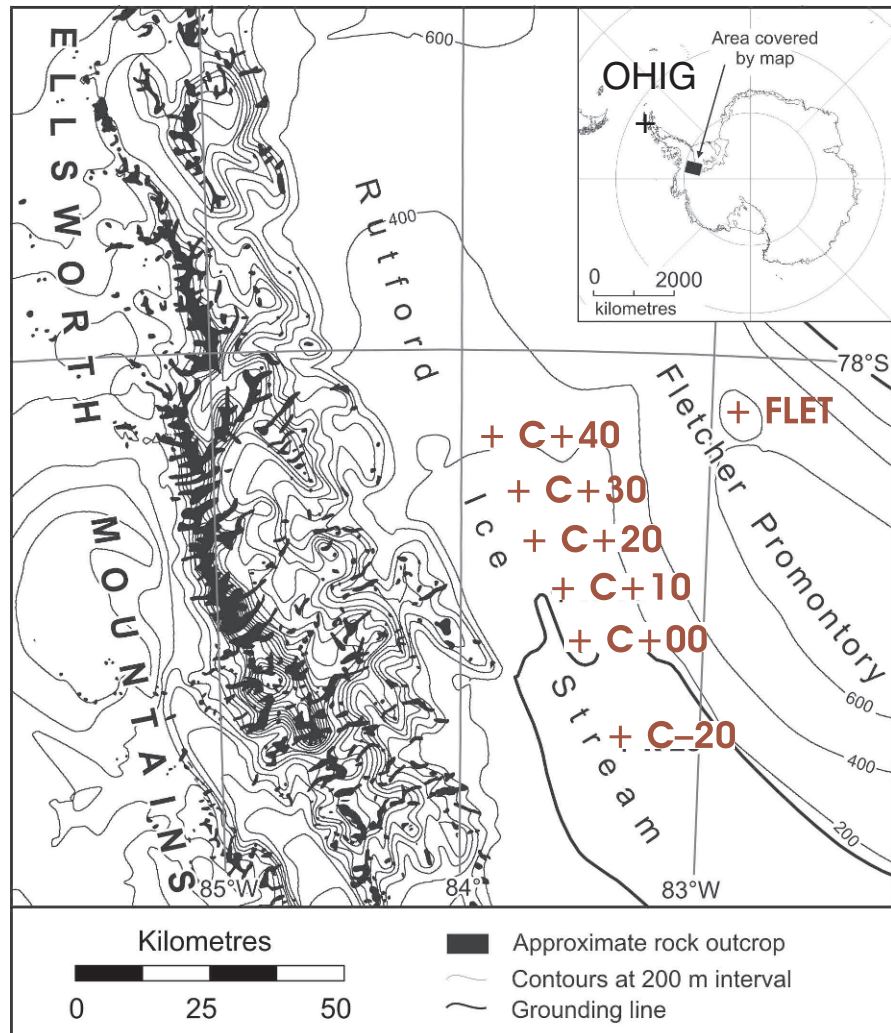 ELLSWORTH
MOUNTAINS
600
400
Rutford
Ice
Stream
OHIG
Area covered
by map
0 2000
kilometres
78°S
Fletcher
Promontory
FLET
C+40
C+30
C+20
C+10
C+00
C–20
600
400
200
85°W
84°
83°W
Kilometres
0 25 50
Approximate rock outcrop
Contours at 200 m interval
Grounding line